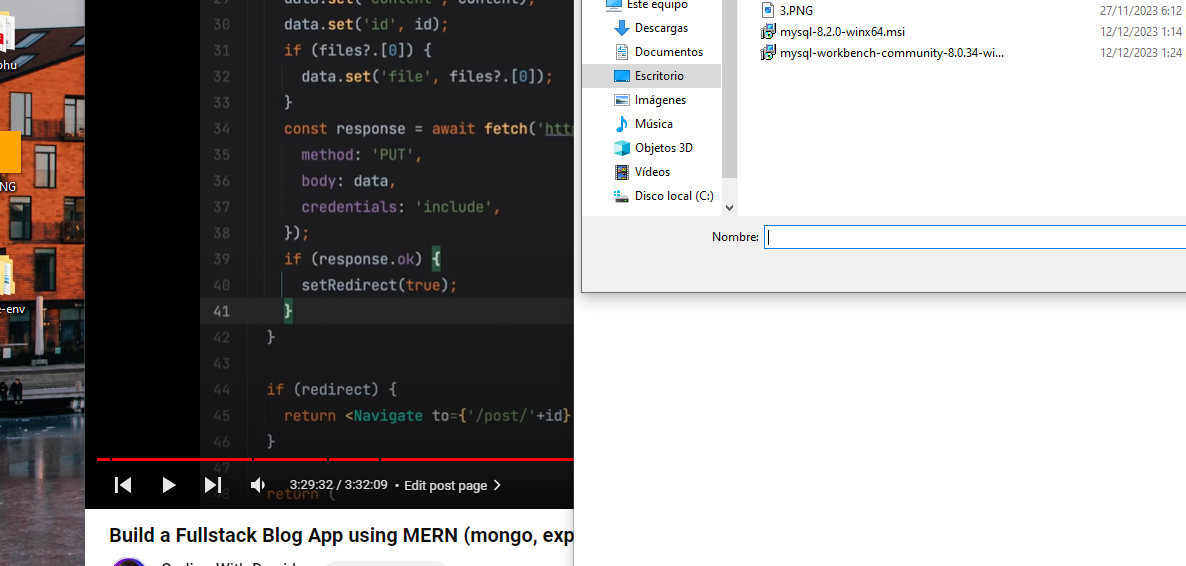 phu
NG
-env
29
data.set('content', content);
30
data.set('id', id);
31
if (files?.[0]) {
32
data.set('file', files?.[0]);
33
}
34
const response = await fetch('htt
35
method: 'PUT',
36
body: data,
37
credentials: 'include',
38
});
39
if (response.ok) {
40
setRedirect(true);
41
}
42
}
43
44
if (redirect) {
45
return <Navigate to={'/post/'+id}
46
}
47
48
return (
3:29:32 / 3:32:09 • Edit post page >
Build a Fullstack Blog App using MERN (mongo, exp
Este equipo
Descargas
Documentos
Escritorio
Imágenes
Música
Objetos 3D
Vídeos
Disco local (C:)
3.PNG 27/11/2023 6:12
mysql-8.2.0-winx64.msi 12/12/2023 1:14
mysql-workbench-community-8.0.34-wi... 12/12/2023 1:24
Nombre: